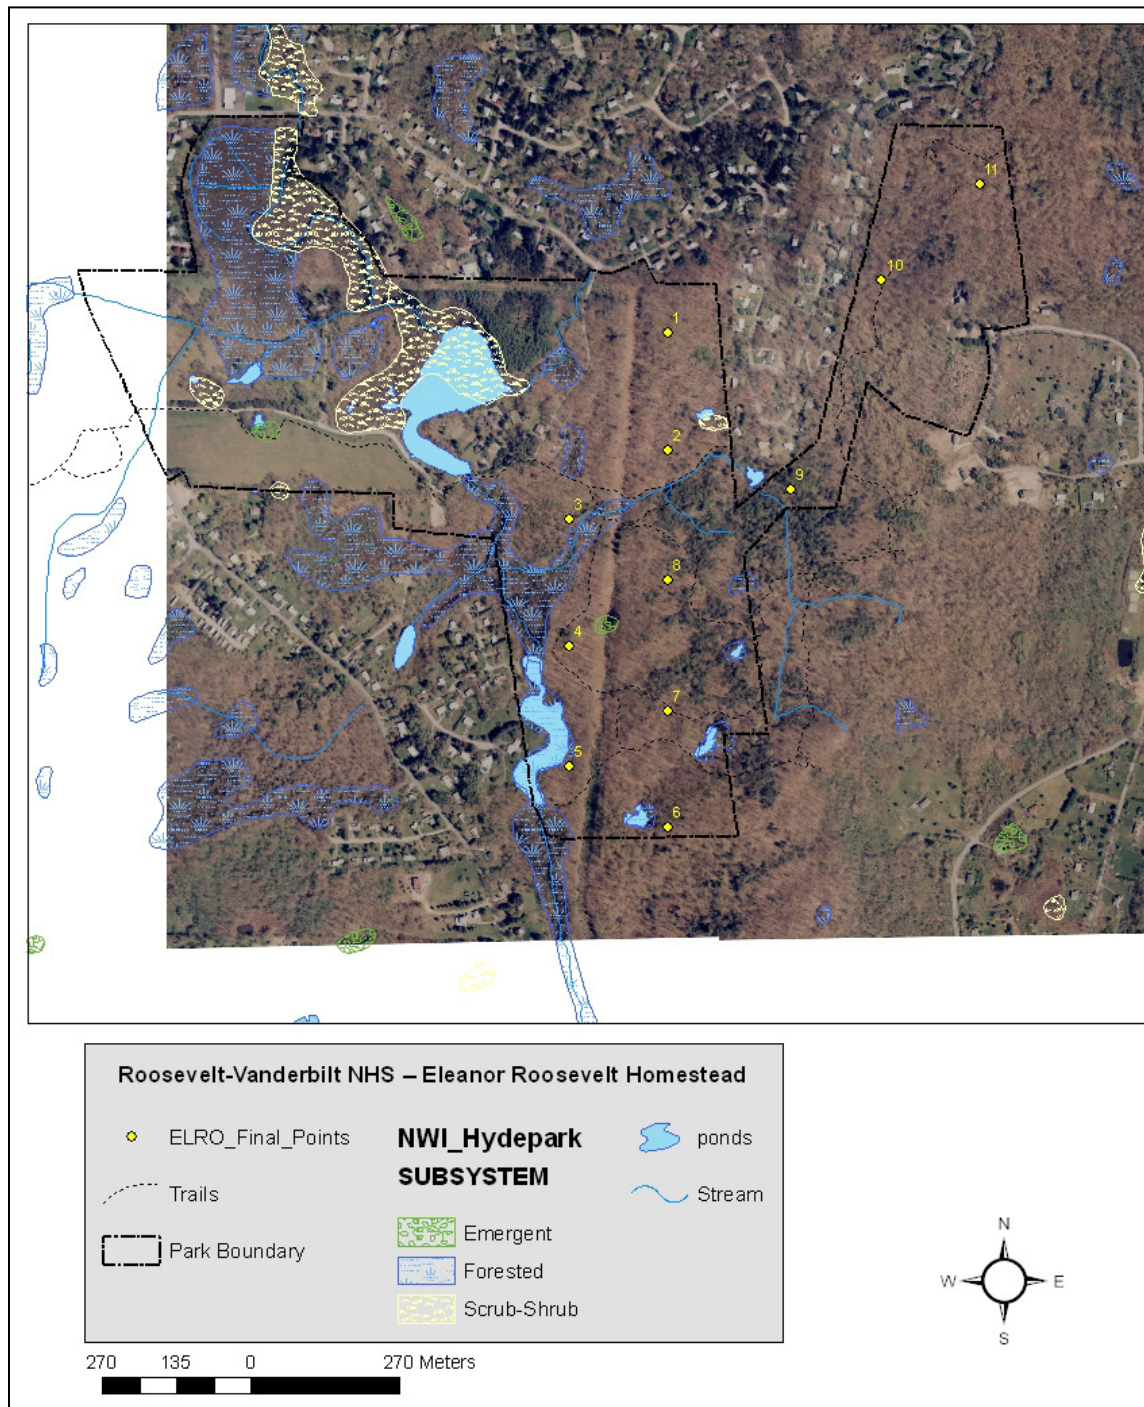 11
10
1
2
9
3
8
4
7
5
6
Roosevelt-Vanderbilt NHS – Eleanor Roosevelt Homestead
ELRO_Final_Points
Trails
Park Boundary
NWI_Hydepark
SUBSYSTEM
Emergent
Forested
Scrub-Shrub
ponds
Stream
N
W E
S
270 135 0 270 Meters